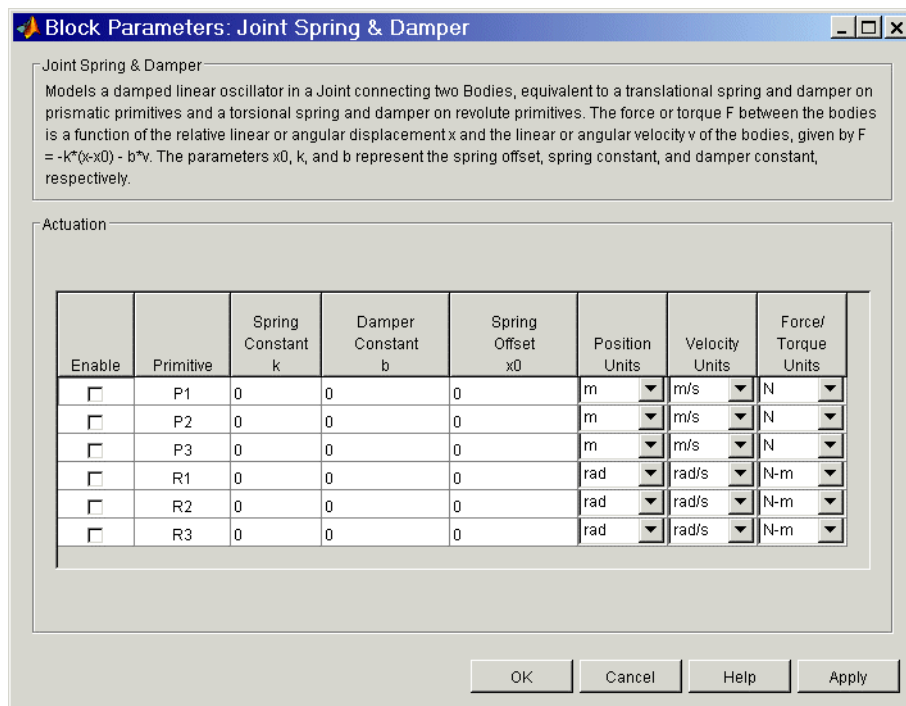 Block Parameters: Joint Spring & Damper
Joint Spring & Damper
Models a damped linear oscillator in a Joint connecting two Bodies, equivalent to a translational spring and damper on
prismatic primitives and a torsional spring and damper on revolute primitives. The force or torque F between the bodies
is a function of the relative linear or angular displacement x and the linear or angular velocity v of the bodies, given by F
= -k*(x-x0) - b*v. The parameters x0, k, and b represent the spring offset, spring constant, and damper constant,
respectively.
Actuation
Enable Primitive Spring Constant k Damper Constant b Spring Offset x0 Position Units Velocity Units Force/ Torque Units
P1 0 0 0 m m/s N
P2 0 0 0 m m/s N
P3 0 0 0 m m/s N
R1 0 0 0 rad rad/s N-m
R2 0 0 0 rad rad/s N-m
R3 0 0 0 rad rad/s N-m
OK Cancel Help Apply